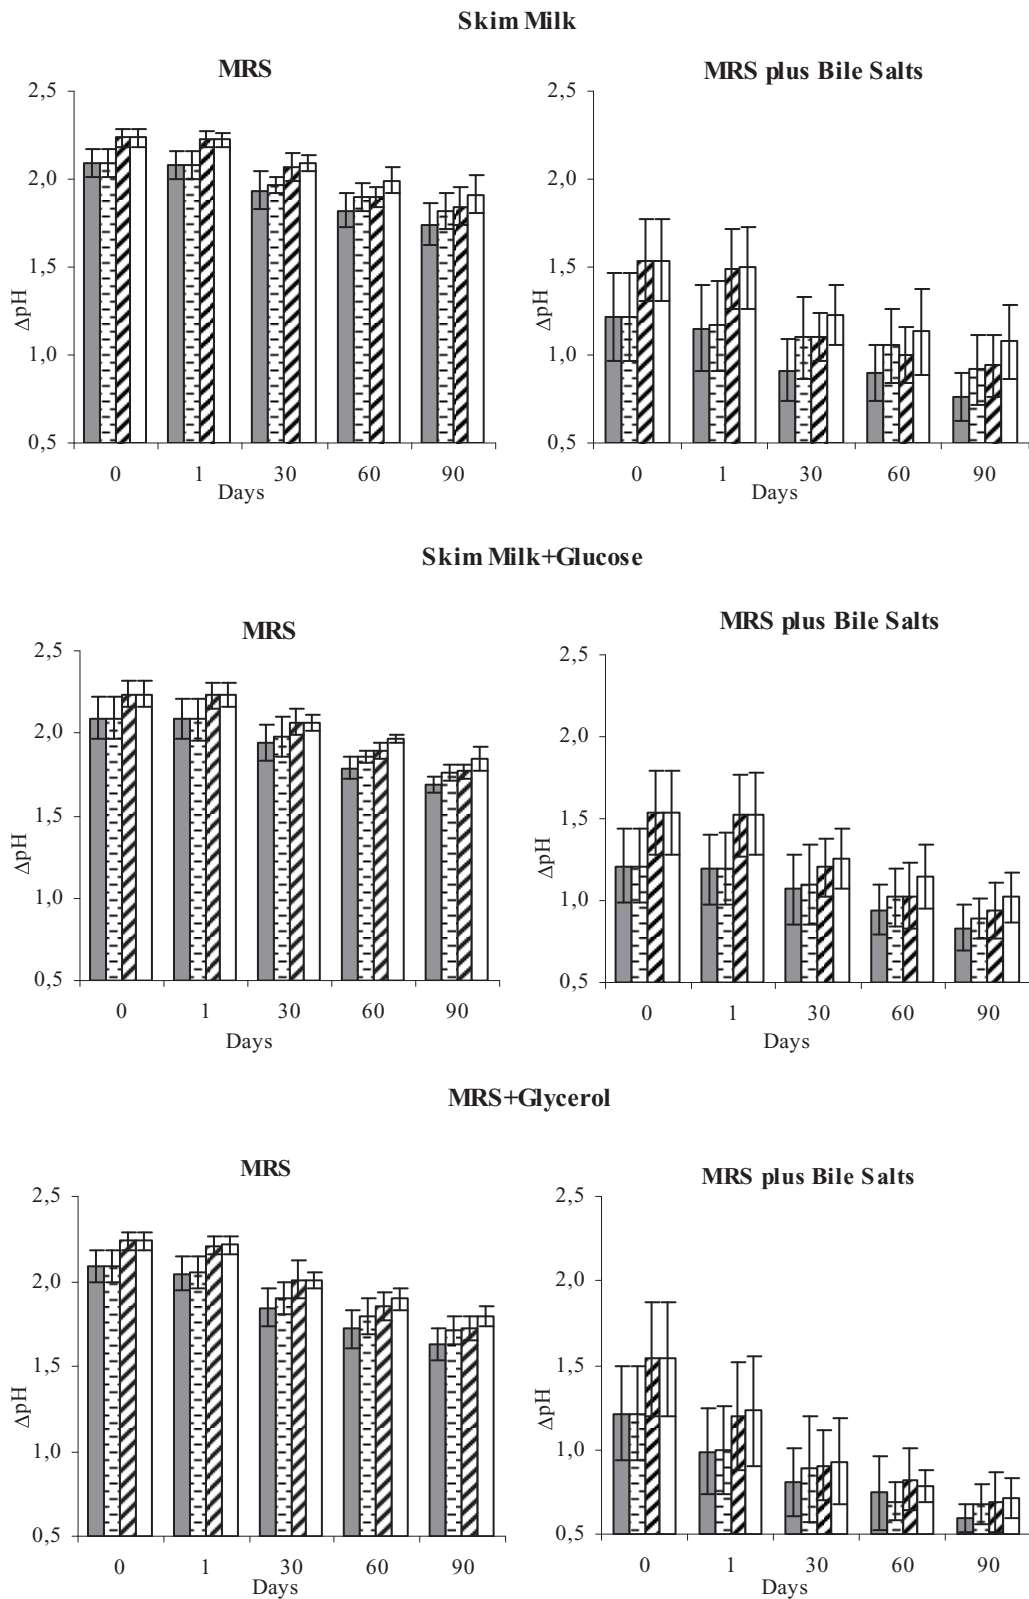 Skim Milk
MRS
2,5
2,0
1,5
1,0
0,5
ΔpH
0 1 30 60 90
Days
MRS plus Bile Salts
2,5
2,0
1,5
1,0
0,5
ΔpH
0 1 30 60 90
Days
Skim Milk+Glucose
MRS
2,5
2,0
1,5
1,0
0,5
ΔpH
0 1 30 60 90
Days
MRS plus Bile Salts
2,5
2,0
1,5
1,0
0,5
ΔpH
0 1 30 60 90
Days
MRS+Glycerol
MRS
2,5
2,0
1,5
1,0
0,5
ΔpH
0 1 30 60 90
Days
MRS plus Bile Salts
2,5
2,0
1,5
1,0
0,5
ΔpH
0 1 30 60 90
Days